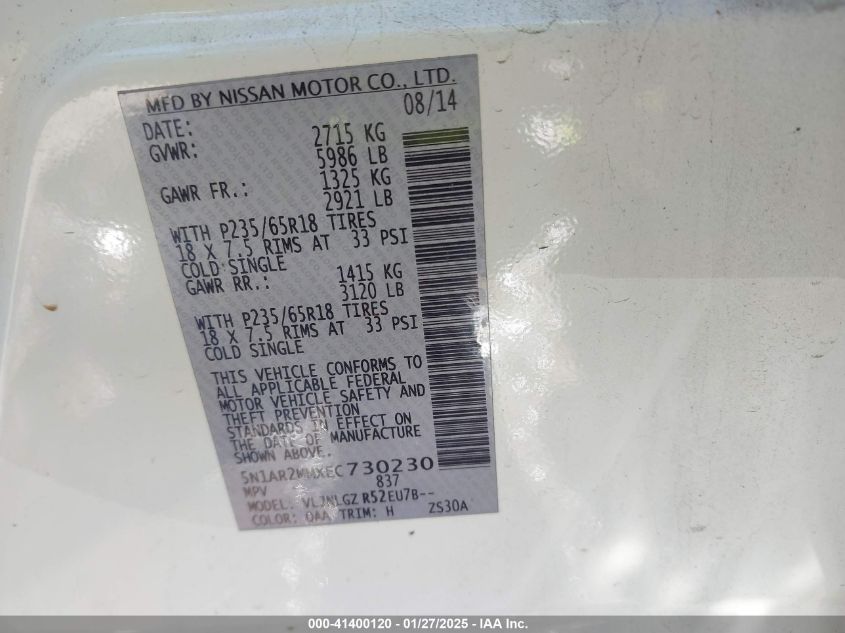 MFD BY NISSAN MOTOR CO., LTD.
DATE: 08/14
GVWR: 2715 KG
5986 LB
GAWR FR.: 1325 KG
2921 LB
WITH P235/65R18 TIRES
18 X 7.5 RIMS AT 33 PSI
COLD SINGLE
GAWR RR.: 1415 KG
3120 LB
WITH P235/65R18 TIRES
18 X 7.5 RIMS AT 33 PSI
COLD SINGLE
THIS VEHICLE CONFORMS TO
ALL APPLICABLE FEDERAL
MOTOR VEHICLE SAFETY AND
THEFT PREVENTION
STANDARDS IN EFFECT ON
THE DATE OF MANUFACTURE
SHOWN ABOVE.
5N1AR2MMXEC730230
MPV 837
MODEL: VLJNLGZ R52EU7B--
COLOR: QAA TRIM: H ZS30A
000-41400120 — 01/27/2025 - IAA Inc.